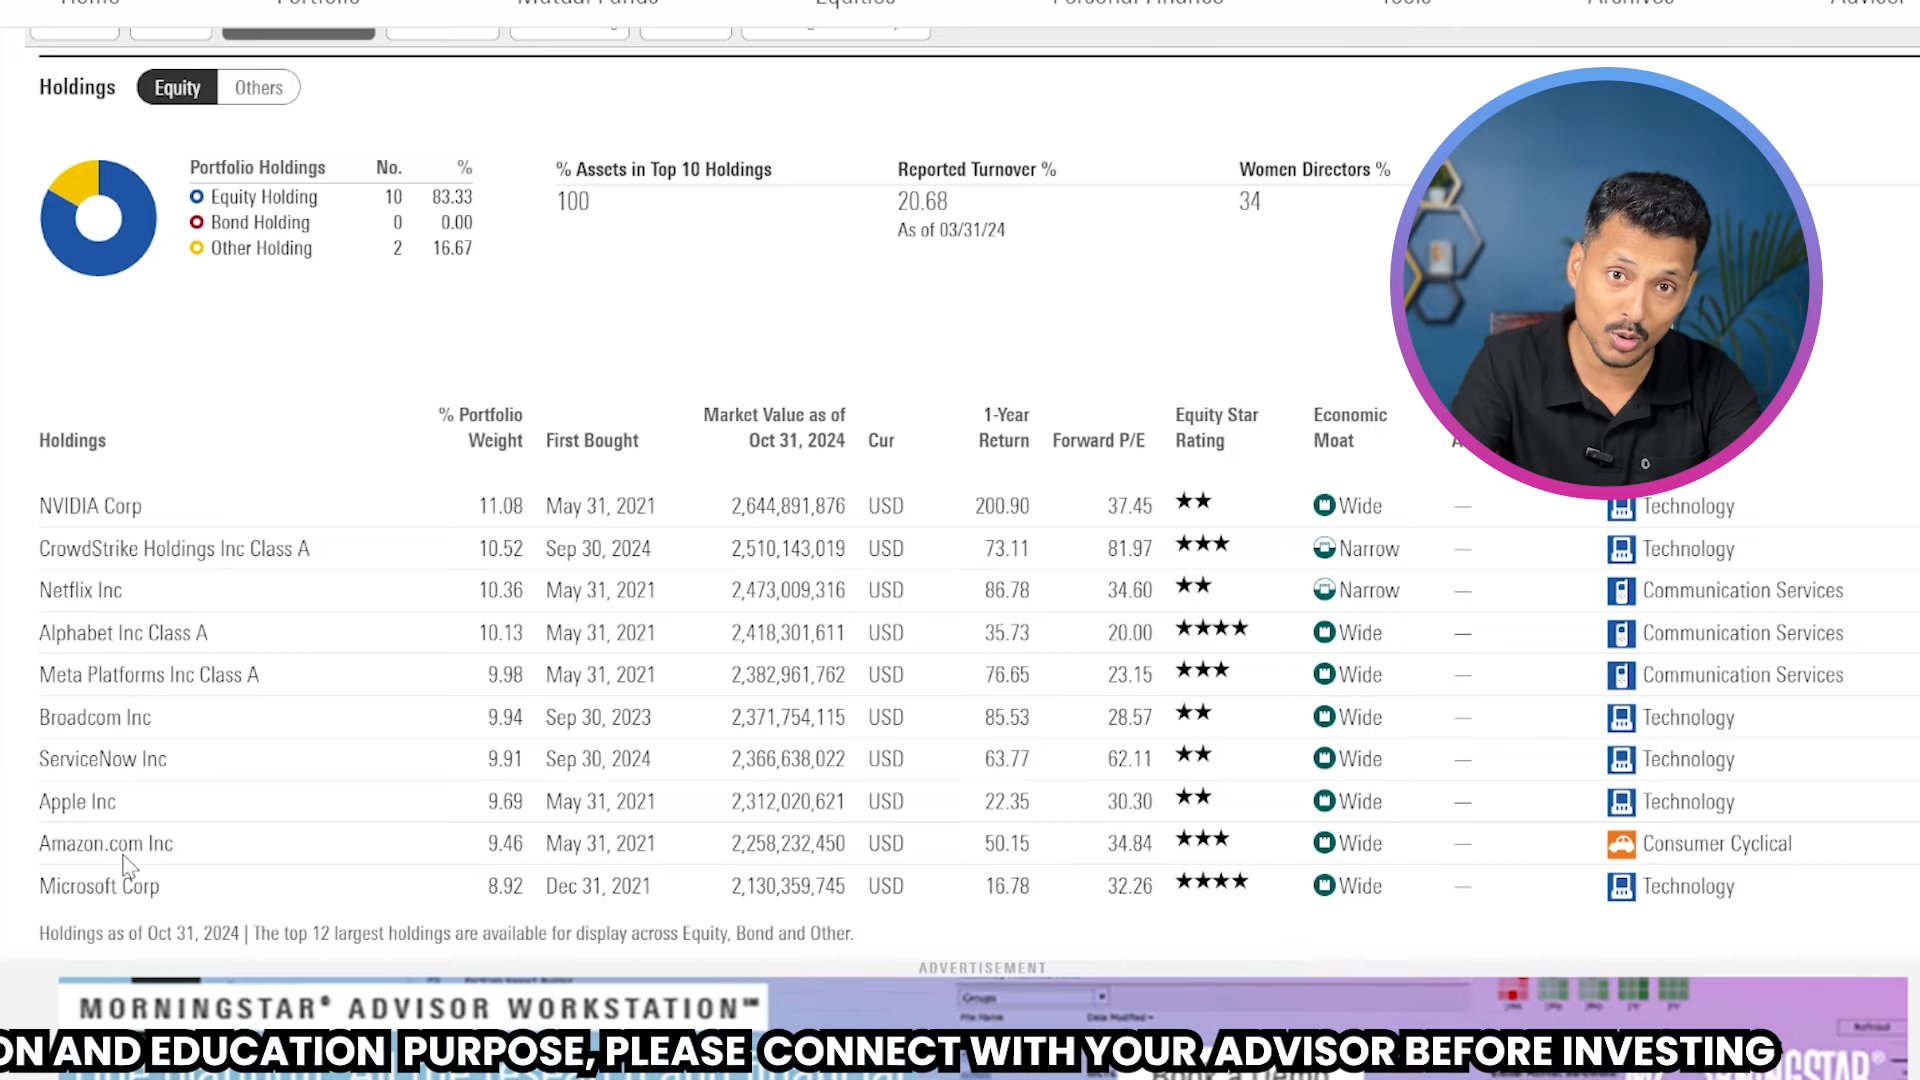 Home Portfolio Mutual Funds Equities Personal Finance Tools Archives Advisor
Holdings Equity Others
Portfolio Holdings No. %
Equity Holding 10 83.33
Bond Holding 0 0.00
Other Holding 2 16.67
% Assets in Top 10 Holdings
100
Reported Turnover %
20.68
As of 03/31/24
Women Directors %
34
Holdings % Portfolio Weight First Bought Market Value as of Oct 31, 2024 Cur 1-Year Return Forward P/E Equity Star Rating Economic Moat
NVIDIA Corp 11.08 May 31, 2021 2,644,891,876 USD 200.90 37.45 ★★ Wide — Technology
CrowdStrike Holdings Inc Class A 10.52 Sep 30, 2024 2,510,143,019 USD 73.11 81.97 ★★★ Narrow — Technology
Netflix Inc 10.36 May 31, 2021 2,473,009,316 USD 86.78 34.60 ★★ Narrow — Communication Services
Alphabet Inc Class A 10.13 May 31, 2021 2,418,301,611 USD 35.73 20.00 ★★★★ Wide — Communication Services
Meta Platforms Inc Class A 9.98 May 31, 2021 2,382,961,762 USD 76.65 23.15 ★★★ Wide — Communication Services
Broadcom Inc 9.94 Sep 30, 2023 2,371,754,115 USD 85.53 28.57 ★★ Wide — Technology
ServiceNow Inc 9.91 Sep 30, 2024 2,366,638,022 USD 63.77 62.11 ★★ Wide — Technology
Apple Inc 9.69 May 31, 2021 2,312,020,621 USD 22.35 30.30 ★★ Wide — Technology
Amazon.com Inc 9.46 May 31, 2021 2,258,232,450 USD 50.15 34.84 ★★★ Wide — Consumer Cyclical
Microsoft Corp 8.92 Dec 31, 2021 2,130,359,745 USD 16.78 32.26 ★★★★ Wide — Technology
Holdings as of Oct 31, 2024 | The top 12 largest holdings are available for display across Equity, Bond and Other.
ADVERTISEMENT
MORNINGSTAR® ADVISOR WORKSTATION℠
Groups
File Name Date Modified
ON AND EDUCATION PURPOSE, PLEASE CONNECT WITH YOUR ADVISOR BEFORE INVESTING